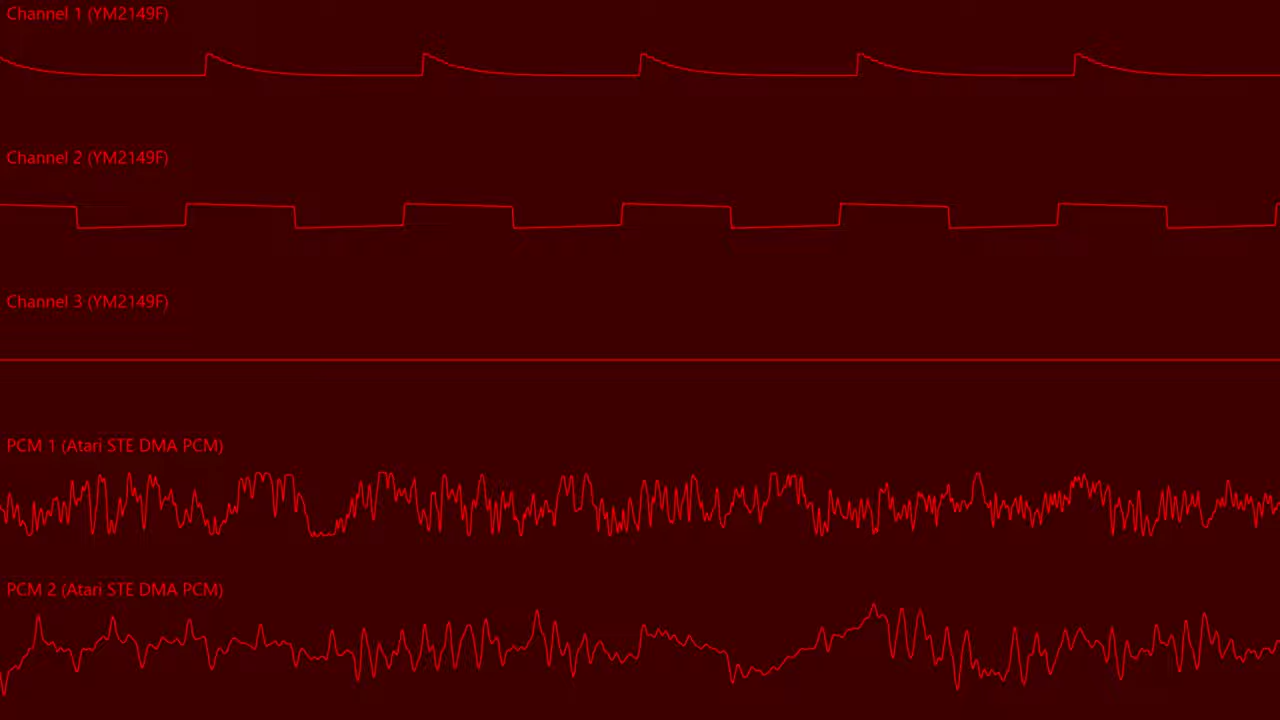 Channel 1 (YM2149F)
Channel 2 (YM2149F)
Channel 3 (YM2149F)
PCM 1 (Atari STE DMA PCM)
PCM 2 (Atari STE DMA PCM)